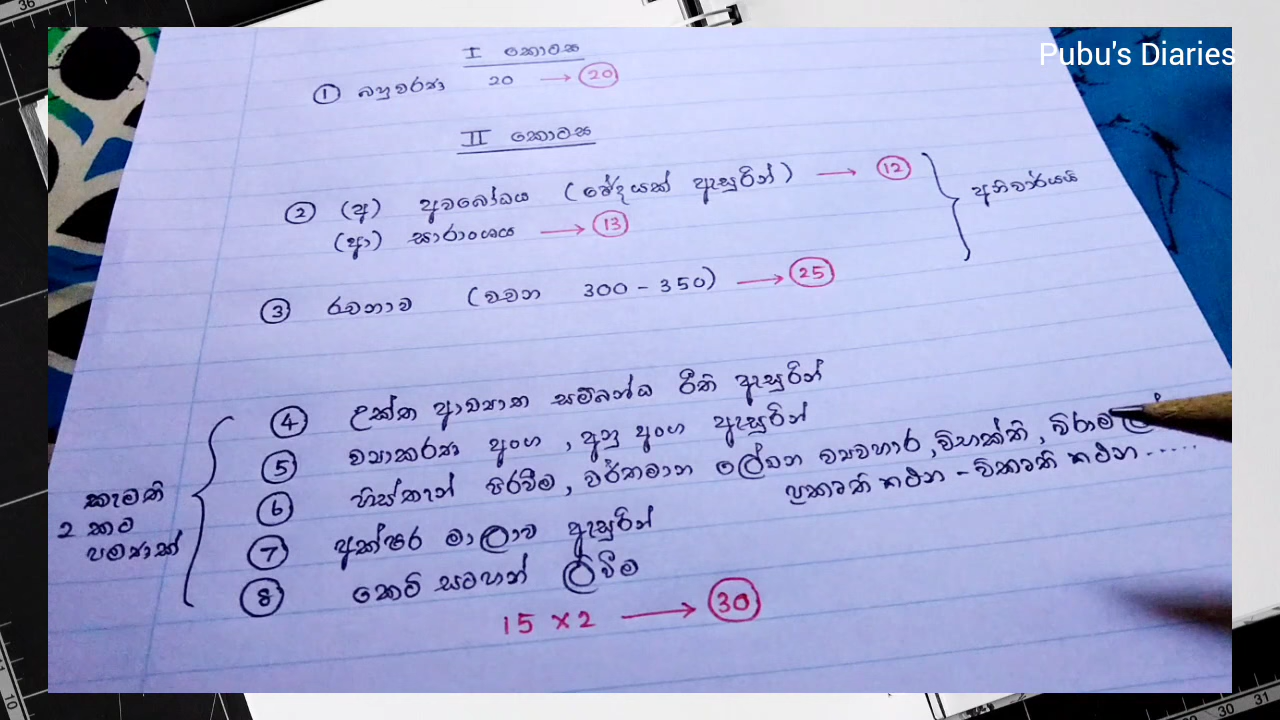 Pubu's Diaries
I කොටස
① බහුවරණ 20 → 20
II කොටස
② (අ) අවබෝධය (ඡේදයක් ඇසුරින්) → 12
(ආ) සාරාංශය → 13
අනිවාර්යයි
③ රචනාව (වචන 300 - 350) → 25
④ උක්ත ආඛ්‍යාත සම්බන්ධ රීති ඇසුරින්
⑤ ව්‍යාකරණ අංග , අනු අංග ඇසුරින්
⑥ හිස්තැන් පිරවීම , වර්තමාන ලේඛන ව්‍යවහාර , විභක්ති , විරාම
ප්‍රකෘති කථන - විකෘති කථන ......
කැමති
2 කට
පමණක්
⑦ අක්ෂර මාලාව ඇසුරින්
⑧ කෙටි සටහන් ලිවීම
15 × 2 → 30